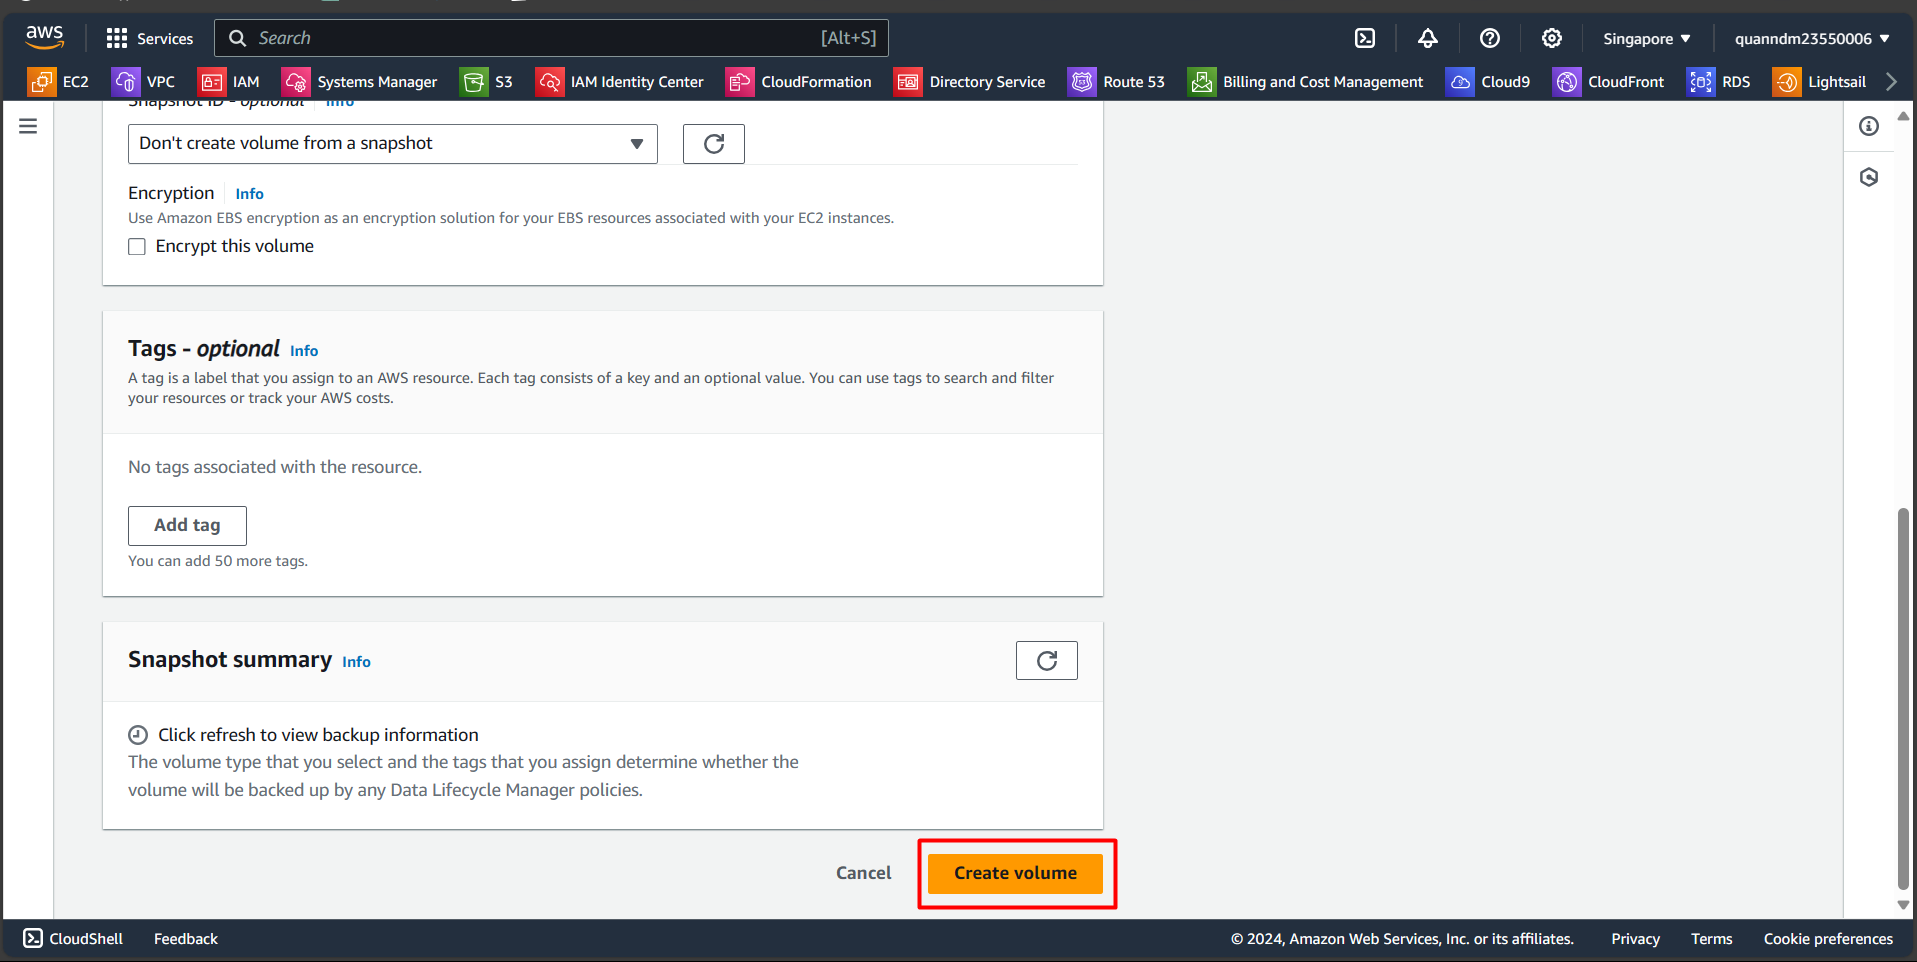 aws Services Search [Alt+S] Singapore quanndm23550006
EC2 VPC IAM Systems Manager S3 IAM Identity Center CloudFormation Directory Service Route 53 Billing and Cost Management Cloud9 CloudFront RDS Lightsail
Snapshot ID - optional Info
Don't create volume from a snapshot
Encryption Info
Use Amazon EBS encryption as an encryption solution for your EBS resources associated with your EC2 instances.
Encrypt this volume
Tags - optional Info
A tag is a label that you assign to an AWS resource. Each tag consists of a key and an optional value. You can use tags to search and filter
your resources or track your AWS costs.
No tags associated with the resource.
Add tag
You can add 50 more tags.
Snapshot summary Info
Click refresh to view backup information
The volume type that you select and the tags that you assign determine whether the
volume will be backed up by any Data Lifecycle Manager policies.
Cancel Create volume
CloudShell Feedback © 2024, Amazon Web Services, Inc. or its affiliates. Privacy Terms Cookie preferences